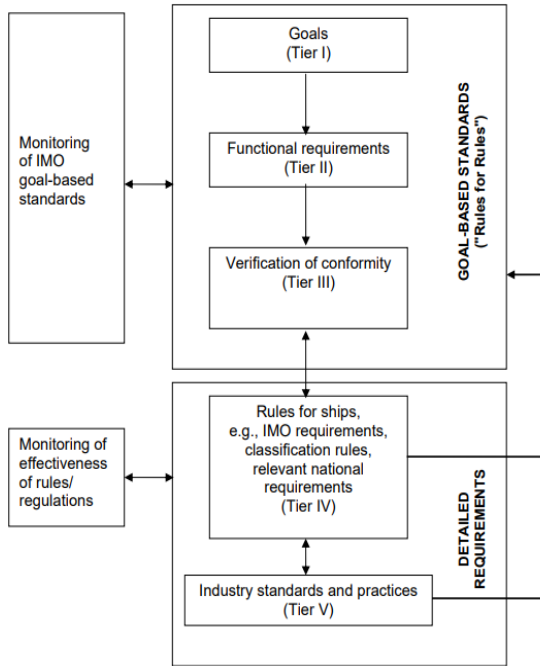 Goals
(Tier I)
Functional requirements
(Tier II)
Verification of conformity
(Tier III)
GOAL-BASED STANDARDS
("Rules for Rules")
Monitoring
of IMO
goal-based
standards
Rules for ships,
e.g., IMO requirements,
classification rules,
relevant national
requirements
(Tier IV)
Industry standards and practices
(Tier V)
DETAILED
REQUIREMENTS
Monitoring of
effectiveness
of rules/
regulations